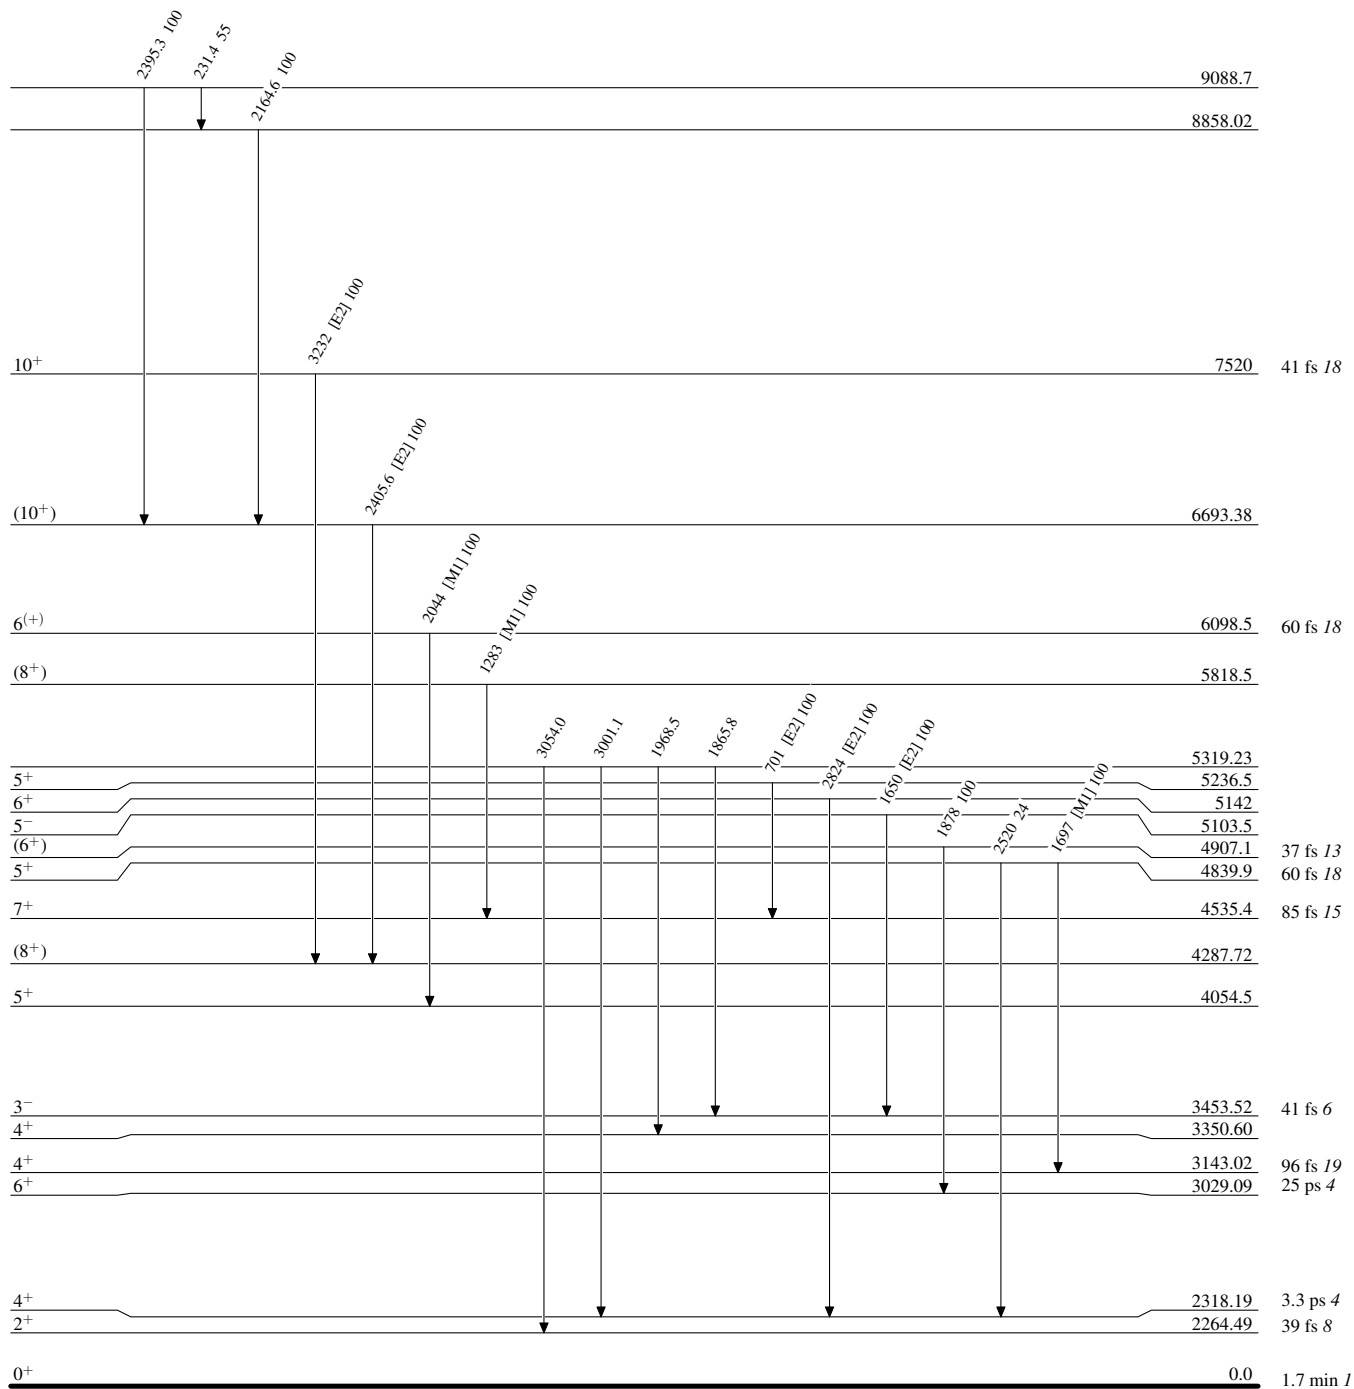 2395.3 100
231.4 55
9088.7
2164.6 100
8858.02
3232 [E2] 100
10⁺ 7520 41 fs 18
2405.6 [E2] 100
(10⁺) 6693.38
2044 [M1] 100
6⁽⁺⁾ 6098.5 60 fs 18
1283 [M1] 100
(8⁺) 5818.5
3054.0
3001.1
1968.5
1865.8
5319.23
701 [E2] 100
5⁺ 5236.5
2824 [E2] 100
6⁺ 5142
1650 [E2] 100
5⁻ 5103.5
1878 100
(6⁺) 4907.1 37 fs 13
2520 24
1697 [M1] 100
5⁺ 4839.9 60 fs 18
7⁺ 4535.4 85 fs 15
(8⁺) 4287.72
5⁺ 4054.5
3⁻ 3453.52 41 fs 6
4⁺ 3350.60
4⁺ 3143.02 96 fs 19
6⁺ 3029.09 25 ps 4
4⁺ 2318.19 3.3 ps 4
2⁺ 2264.49 39 fs 8
0⁺ 0.0 1.7 min 1